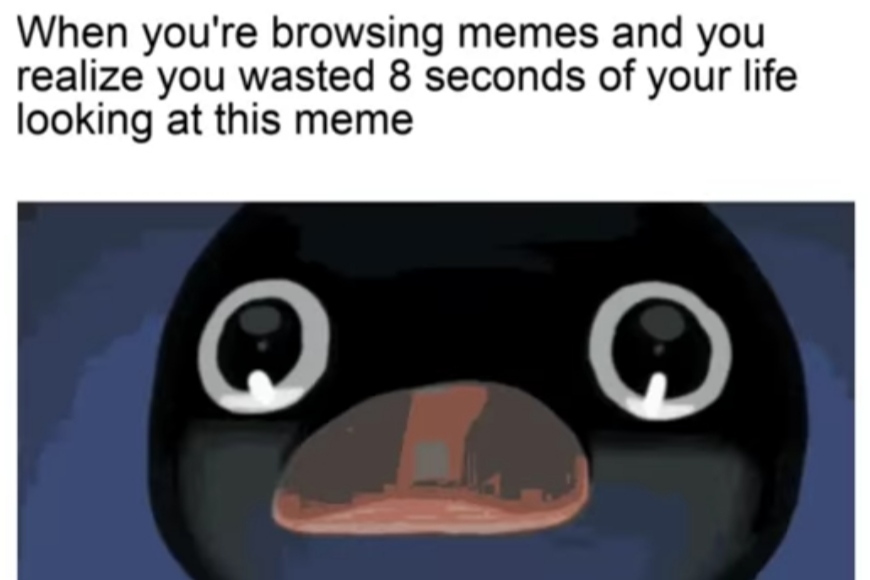 When you're browsing memes and you
realize you wasted 8 seconds of your life
looking at this meme